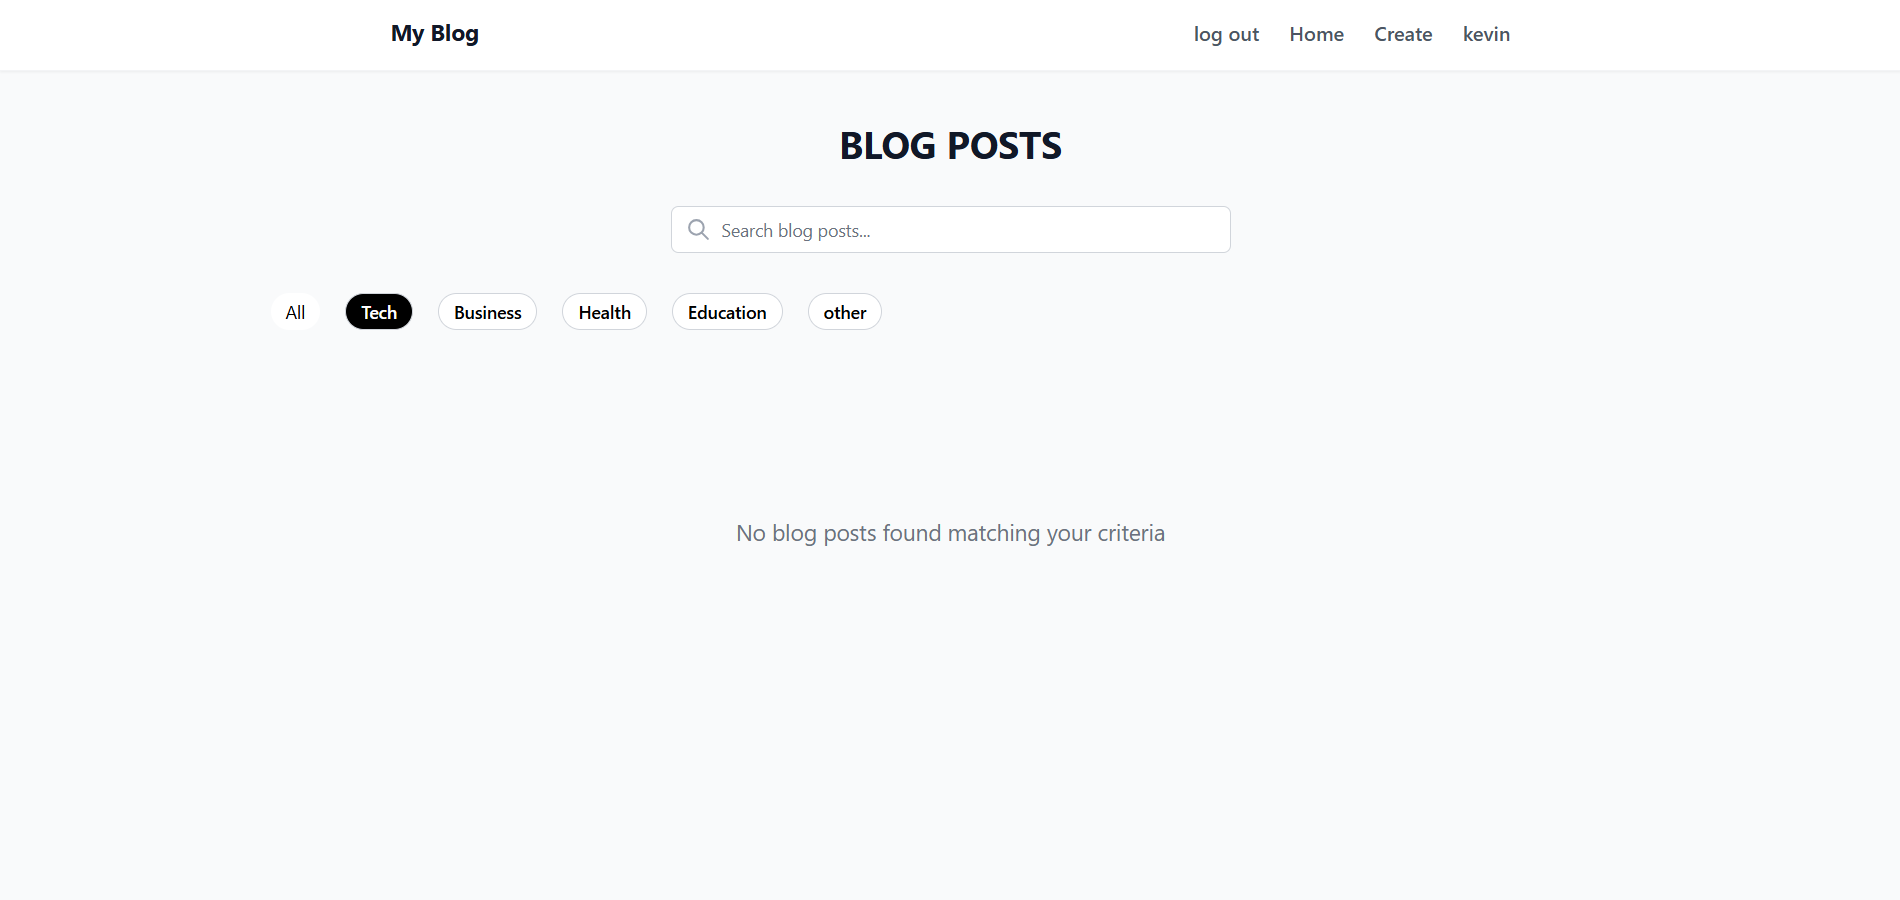 My Blog
log out Home Create kevin
BLOG POSTS
Search blog posts...
All Tech Business Health Education other
No blog posts found matching your criteria